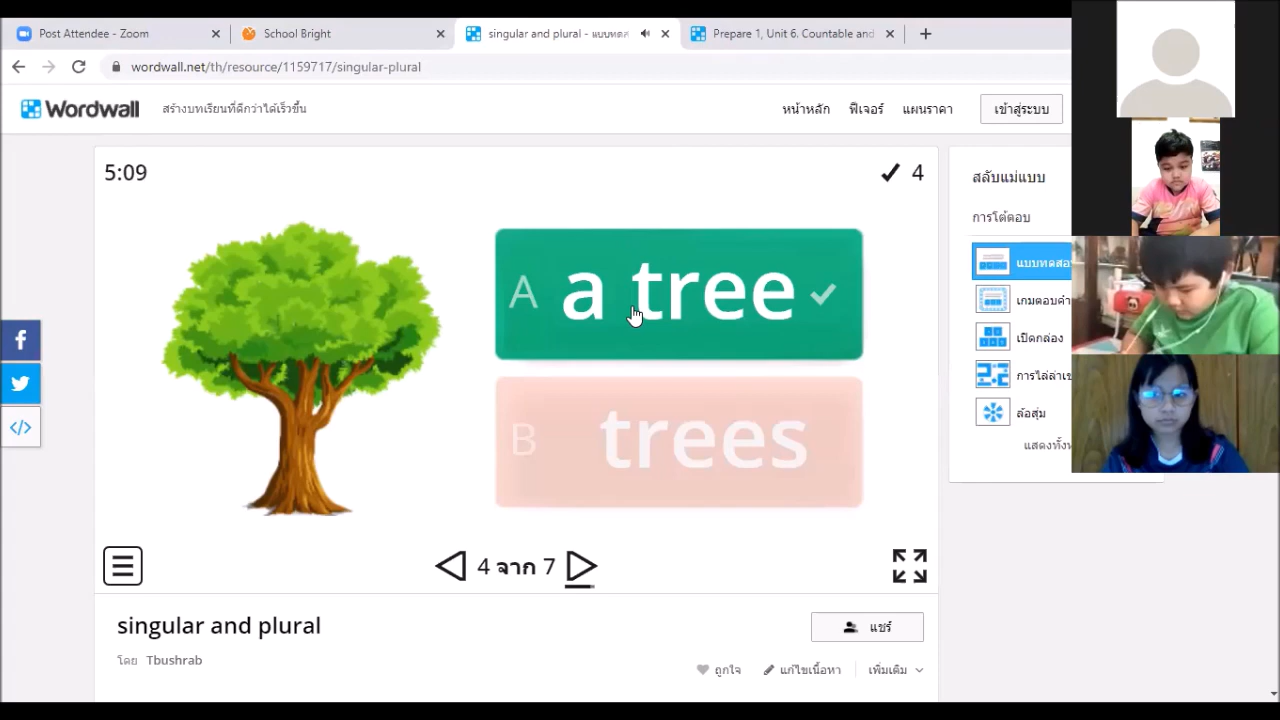 Post Attendee - Zoom
School Bright
singular and plural - แบบทดส
Prepare 1, Unit 6. Countable and
wordwall.net/th/resource/1159717/singular-plural
Wordwall
สร้างบทเรียนที่ดีกว่าได้เร็วขึ้น
หน้าหลัก
ฟีเจอร์
แผนราคา
เข้าสู่ระบบ
5:09
4
สลับแม่แบบ
การโต้ตอบ
A a tree
B trees
แบบทดสอ
เกมตอบคำ
เปิดกล่อง
การไล่ล่าเข
ล้อสุ่ม
แสดงทั้ง
4 จาก 7
singular and plural
แชร์
โดย Tbushrab
ถูกใจ
แก้ไขเนื้อหา
เพิ่มเติม